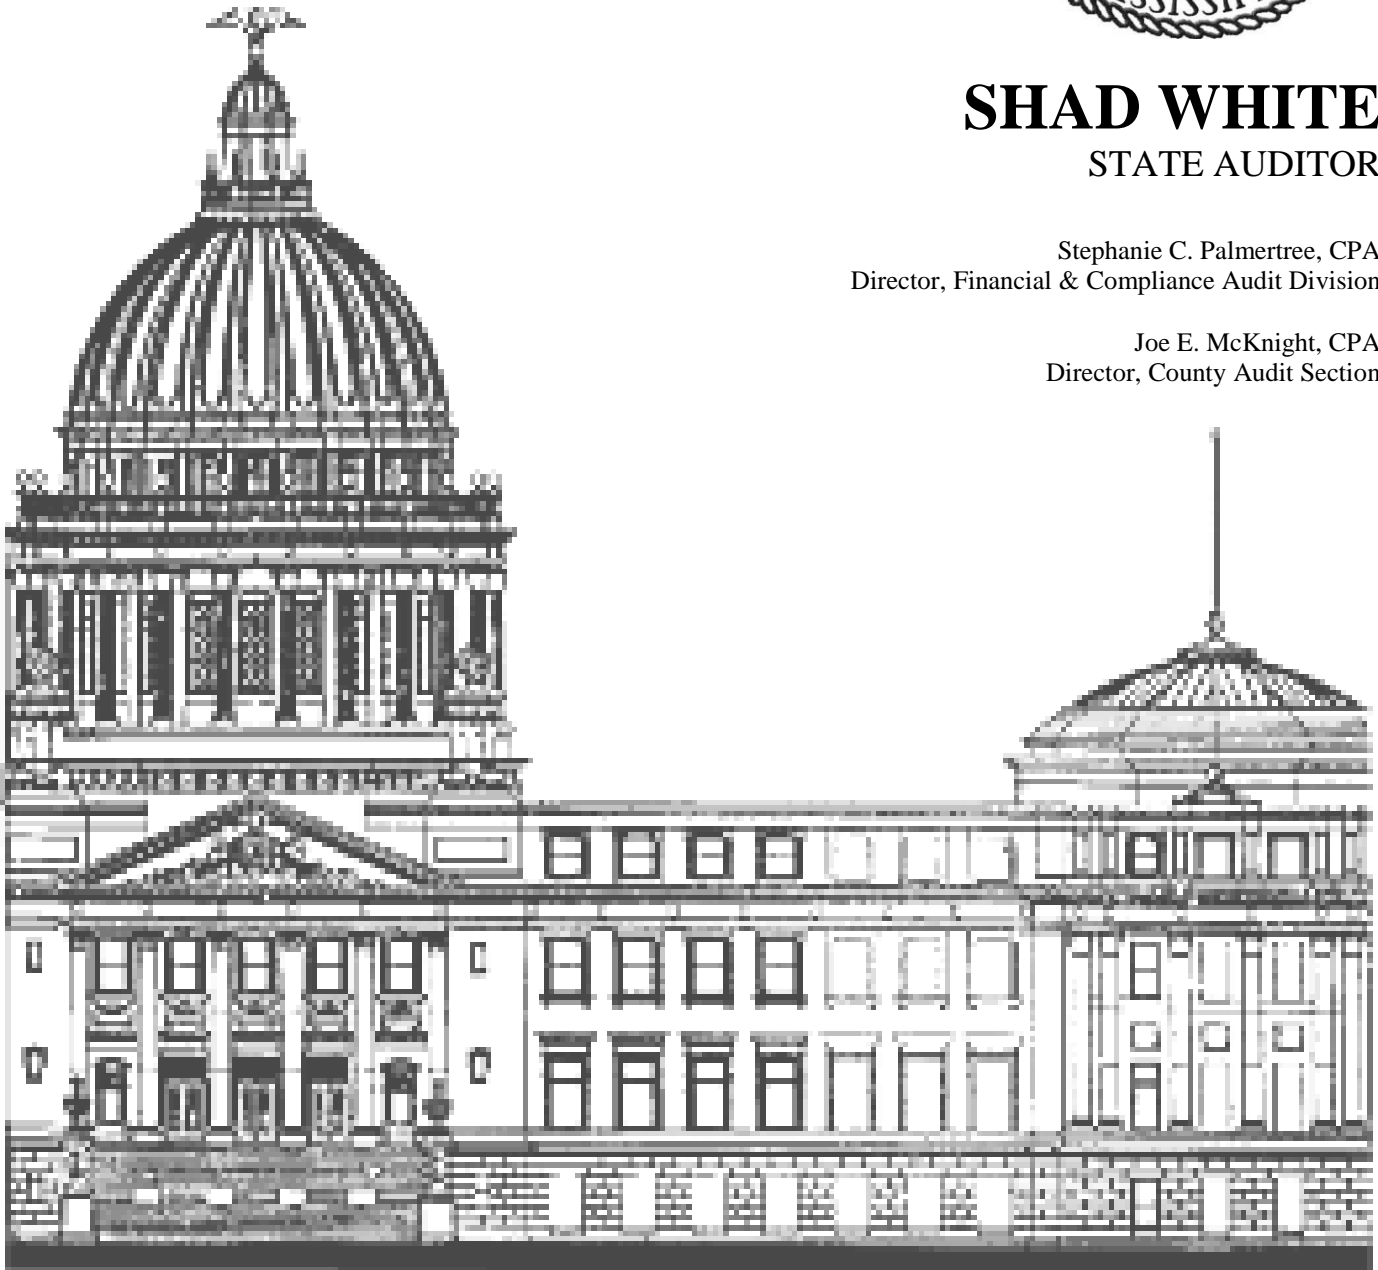 SHAD WHITE
STATE AUDITOR
Stephanie C. Palmertree, CPA
Director, Financial & Compliance Audit Division
Joe E. McKnight, CPA
Director, County Audit Section